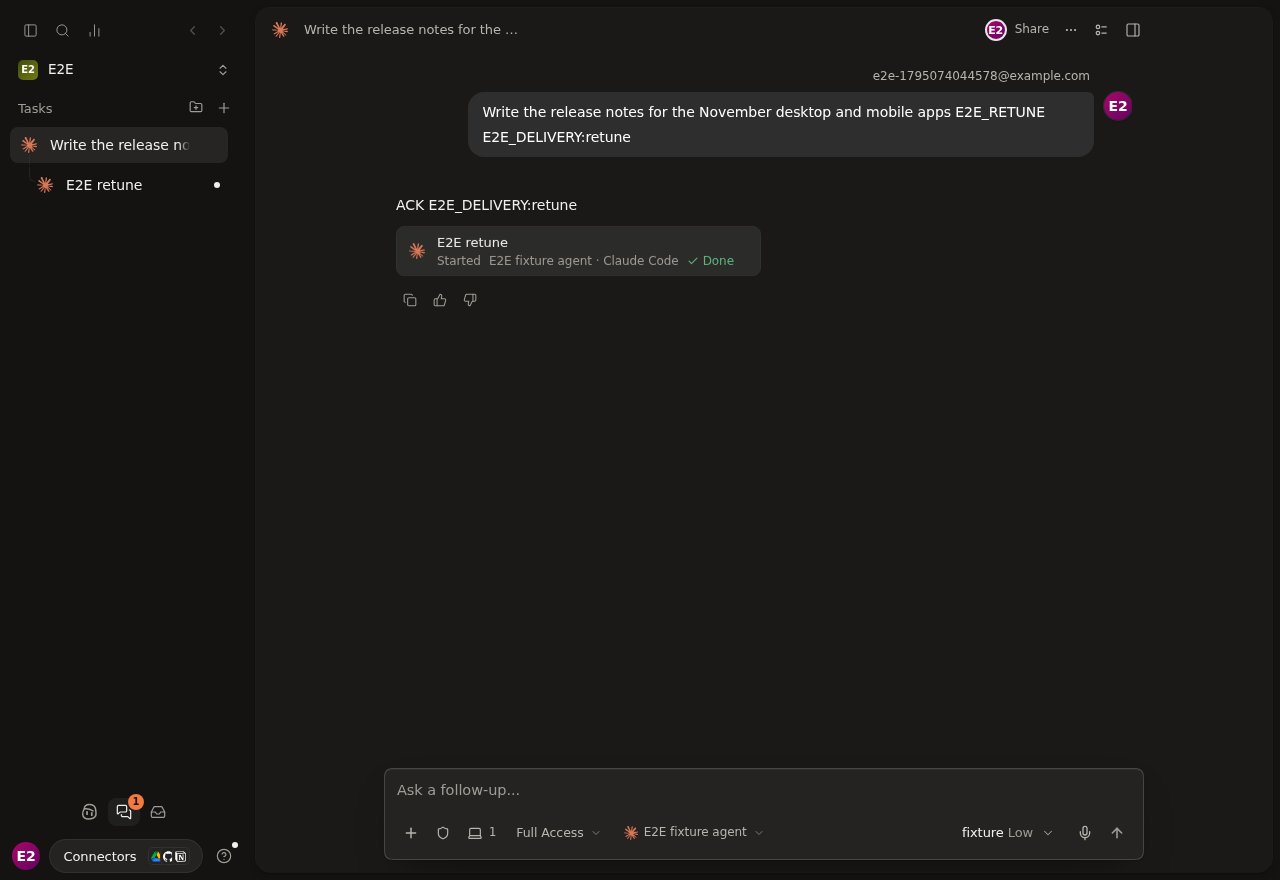 E2 E2E
Tasks
Write the release no
E2E retune
1
E2 Connectors
Write the release notes for the …
E2 Share
e2e-1795074044578@example.com
Write the release notes for the November desktop and mobile apps E2E_RETUNE
E2E_DELIVERY:retune
E2
ACK E2E_DELIVERY:retune
E2E retune
Started E2E fixture agent · Claude Code Done
Ask a follow-up...
1 Full Access E2E fixture agent fixture Low